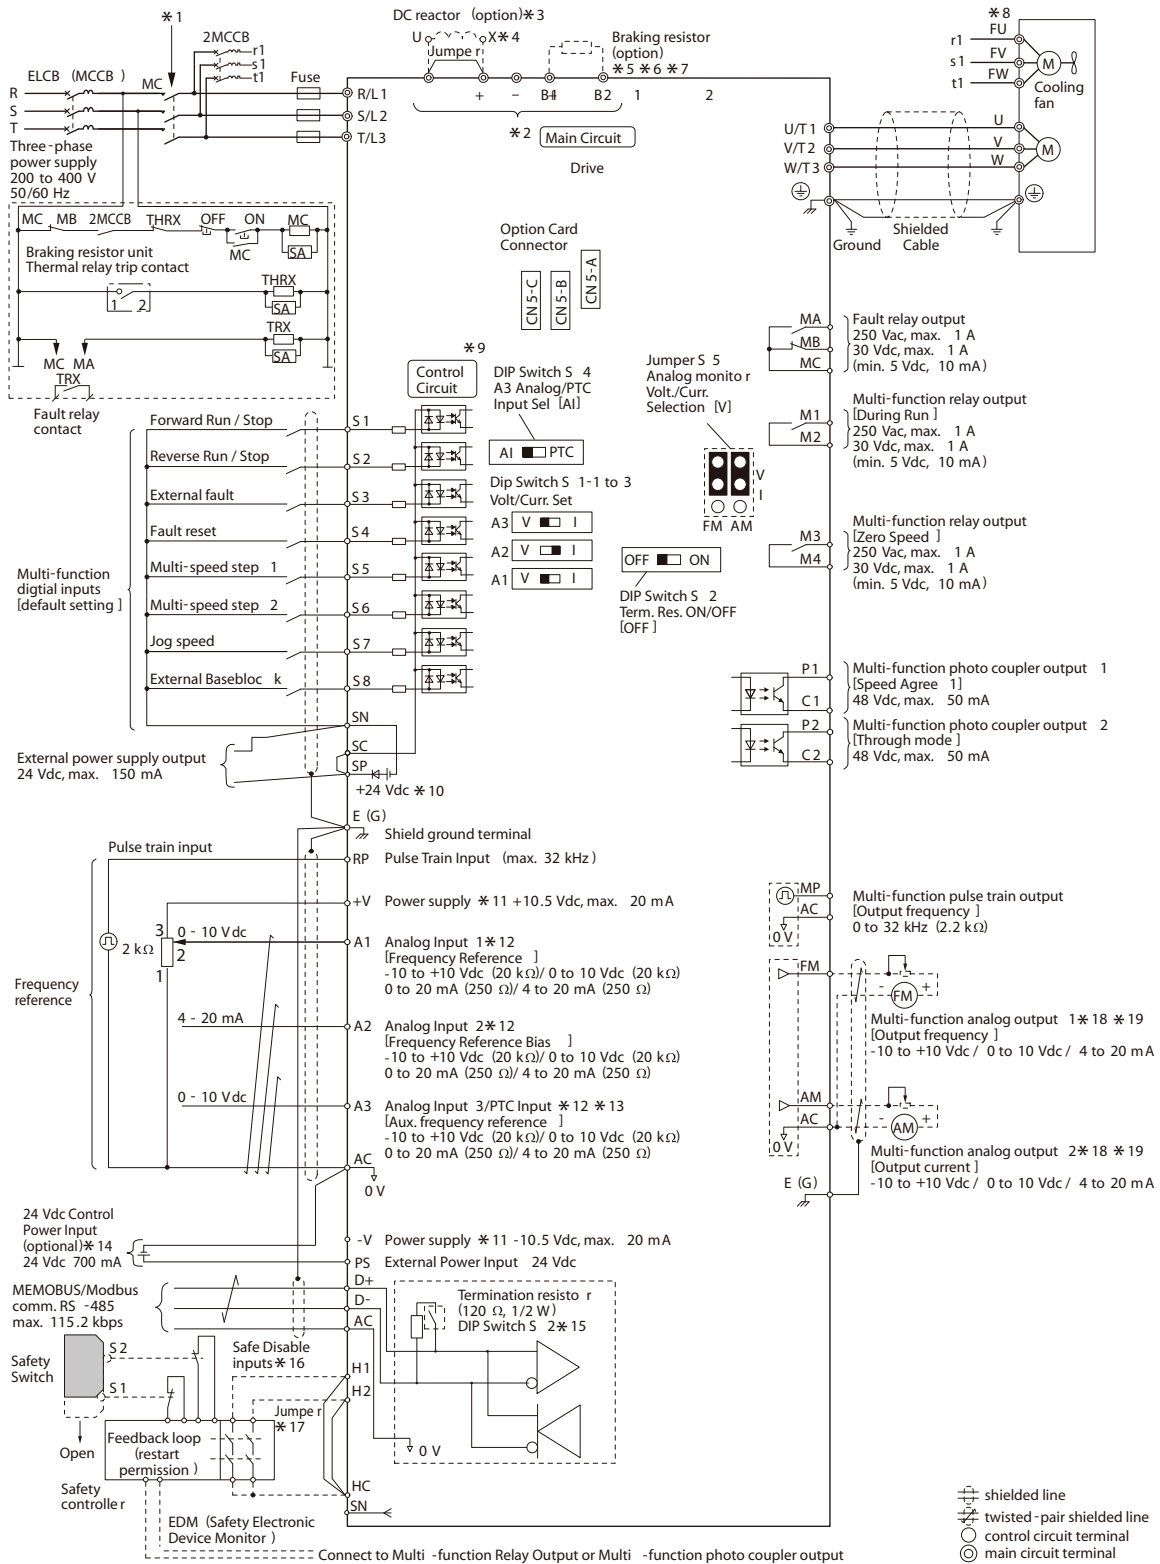 *1
DC reactor (option)*3
U X*4
Jumper
2MCCB
r1
s1
t1
ELCB (MCCB)
MC
Fuse
R
S
T
R/L1
S/L2
T/L3
Three-phase
power supply
200 to 400 V
50/60 Hz
+ − B1 B2 1 2
Braking resistor
(option)
*5 *6 *7
*2
Main Circuit
Drive
*8
r1 FU
s1 FV
t1 FW
M
Cooling
fan
U/T1 U
V/T2 V
W/T3 W
M
Ground
Shielded
Cable
MC MB 2MCCB THRX OFF ON MC
MC
SA
Braking resistor unit
Thermal relay trip contact
1 2
THRX
SA
TRX
SA
MC MA
TRX
Fault relay
contact
Option Card
Connector
CN5-C
CN5-B
CN5-A
*9
Control
Circuit
DIP Switch S 4
A3 Analog/PTC
Input Sel [AI]
AI PTC
Dip Switch S 1-1 to 3
Volt/Curr. Set
A3 V I
A2 V I
A1 V I
Jumper S 5
Analog monitor
Volt./Curr.
Selection [V]
V
I
FM AM
OFF ON
DIP Switch S 2
Term. Res. ON/OFF
[OFF]
MA
MB
MC
Fault relay output
250 Vac, max. 1 A
30 Vdc, max. 1 A
(min. 5 Vdc, 10 mA)
M1
M2
Multi-function relay output
[During Run]
250 Vac, max. 1 A
30 Vdc, max. 1 A
(min. 5 Vdc, 10 mA)
M3
M4
Multi-function relay output
[Zero Speed]
250 Vac, max. 1 A
30 Vdc, max. 1 A
(min. 5 Vdc, 10 mA)
P1
C1
Multi-function photo coupler output 1
[Speed Agree 1]
48 Vdc, max. 50 mA
P2
C2
Multi-function photo coupler output 2
[Through mode]
48 Vdc, max. 50 mA
Multi-function
digtial inputs
[default setting]
Forward Run / Stop S1
Reverse Run / Stop S2
External fault S3
Fault reset S4
Multi-speed step 1 S5
Multi-speed step 2 S6
Jog speed S7
External Basebloc k S8
SN
SC
SP
External power supply output
24 Vdc, max. 150 mA
+24 Vdc *10
E (G)
Shield ground terminal
Pulse train input
RP Pulse Train Input (max. 32 kHz)
+V Power supply *11 +10.5 Vdc, max. 20 mA
Frequency
reference
2 kΩ
3
2
1
0 - 10 Vdc
A1 Analog Input 1*12
[Frequency Reference]
-10 to +10 Vdc (20 kΩ)/ 0 to 10 Vdc (20 kΩ)
0 to 20 mA (250 Ω)/ 4 to 20 mA (250 Ω)
4 - 20 mA
A2 Analog Input 2*12
[Frequency Reference Bias]
-10 to +10 Vdc (20 kΩ)/ 0 to 10 Vdc (20 kΩ)
0 to 20 mA (250 Ω)/ 4 to 20 mA (250 Ω)
0 - 10 Vdc
A3 Analog Input 3/PTC Input *12 *13
[Aux. frequency reference]
-10 to +10 Vdc (20 kΩ)/ 0 to 10 Vdc (20 kΩ)
0 to 20 mA (250 Ω)/ 4 to 20 mA (250 Ω)
AC
0 V
MP
AC
0 V
Multi-function pulse train output
[Output frequency]
0 to 32 kHz (2.2 kΩ)
FM
- FM +
Multi-function analog output 1*18 *19
[Output frequency]
-10 to +10 Vdc / 0 to 10 Vdc / 4 to 20 mA
AM
AC
0 V
- AM +
Multi-function analog output 2*18 *19
[Output current]
-10 to +10 Vdc / 0 to 10 Vdc / 4 to 20 mA
E (G)
24 Vdc Control
Power Input
(optional)*14
24 Vdc 700 mA
-V Power supply *11 -10.5 Vdc, max. 20 mA
PS External Power Input 24 Vdc
MEMOBUS/Modbus
comm. RS -485
max. 115.2 kbps
D+
D-
AC
Termination resistor
(120 Ω, 1/2 W)
DIP Switch S 2*15
0 V
Safety
Switch
S2
S1
Open
Safe Disable
inputs *16
H1
H2
Jumper
*17
Feedback loop
(restart
permission)
Safety
controller
HC
SN
EDM (Safety Electronic
Device Monitor)
Connect to Multi -function Relay Output or Multi -function photo coupler output
shielded line
twisted-pair shielded line
control circuit terminal
main circuit terminal